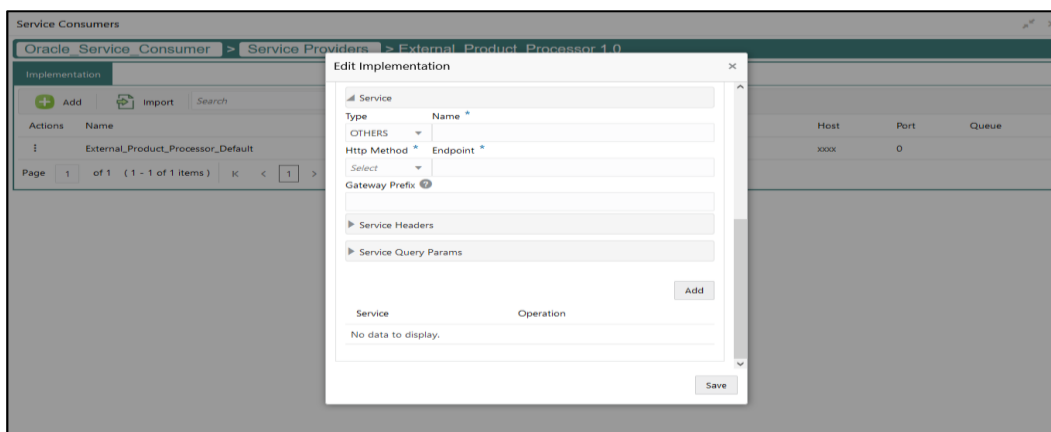 Service Consumers
Oracle_Service_Consumer > Service Providers > External_Product_Processor 1.0
Implementation
Add Import Search
Actions Name Host Port Queue
External_Product_Processor_Default xxxx 0
Page 1 of 1 (1 - 1 of 1 items) K < 1 >
Edit Implementation ×
Service
Type Name *
OTHERS
Http Method * Endpoint *
Select
Gateway Prefix ?
Service Headers
Service Query Params
Add
Service Operation
No data to display.
Save